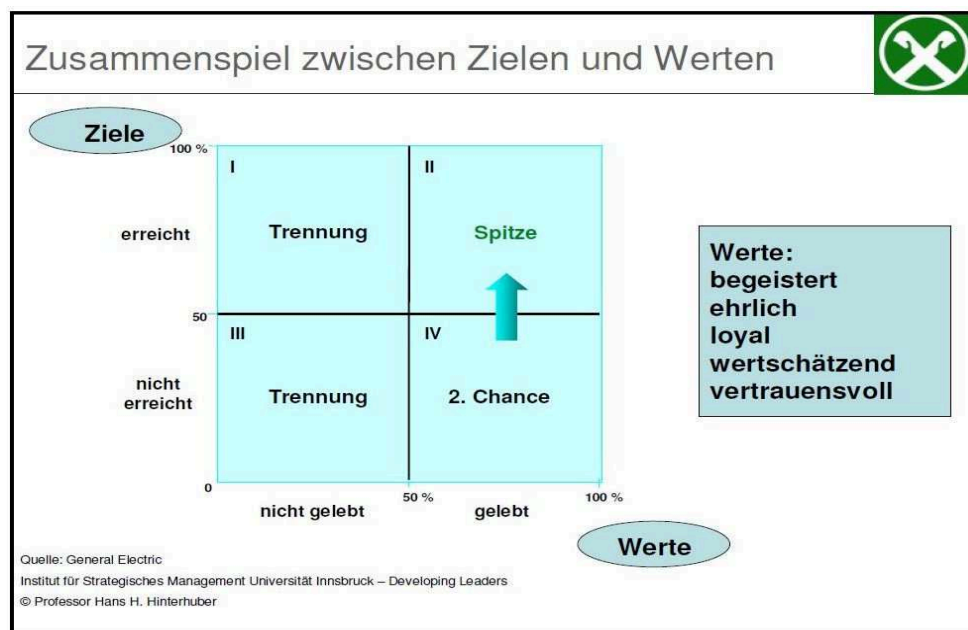 Zusammenspiel zwischen Zielen und Werten
Ziele
100 %
I
II
erreicht
Trennung
Spitze
50
III
IV
nicht
erreicht
Trennung
2. Chance
0
50 %
100 %
nicht gelebt
gelebt
Werte
Werte:
begeistert
ehrlich
loyal
wertschätzend
vertrauensvoll
Quelle: General Electric
Institut für Strategisches Management Universität Innsbruck – Developing Leaders
© Professor Hans H. Hinterhuber